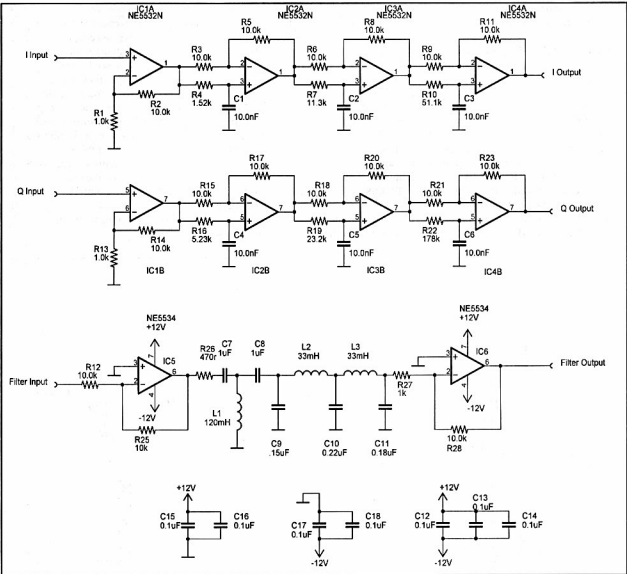 IC1A
NE5532N
IC2A
NE5532N
IC3A
NE5532N
IC4A
NE5532N
R5
10.0k
R8
10.0k
R11
10.0k
I Input
3
2
1
R3
10.0k
2
3
1
R6
10.0k
2
3
1
R9
10.0k
2
3
1
I Output
R2
10.0k
R4
1.52k
C1
10.0nF
R7
11.3k
C2
10.0nF
R10
51.1k
C3
10.0nF
R1
1.0k
R17
10.0k
R20
10.0k
R23
10.0k
Q Input
5
6
7
R15
10.0k
6
5
7
R18
10.0k
6
5
7
R21
10.0k
6
5
7
Q Output
R14
10.0k
R16
5.23k
C4
10.0nF
R19
23.2k
C5
10.0nF
R22
178k
C6
10.0nF
R13
1.0k
IC1B
IC2B
IC3B
IC4B
NE5534
+12V
NE5534
+12V
7
IC5
3
2
6
4
-12V
R12
10.0k
Filter Input
R25
10k
R26
470r
C7
1uF
C8
1uF
L2
33mH
L3
33mH
L1
120mH
C9
.15uF
C10
0.22uF
C11
0.18uF
R27
1k
7
IC6
3
2
6
4
-12V
Filter Output
10.0k
R28
+12V
C15
0.1uF
C16
0.1uF
C17
0.1uF
C18
0.1uF
-12V
+12V
C12
0.1uF
C13
0.1uF
C14
0.1uF
-12V